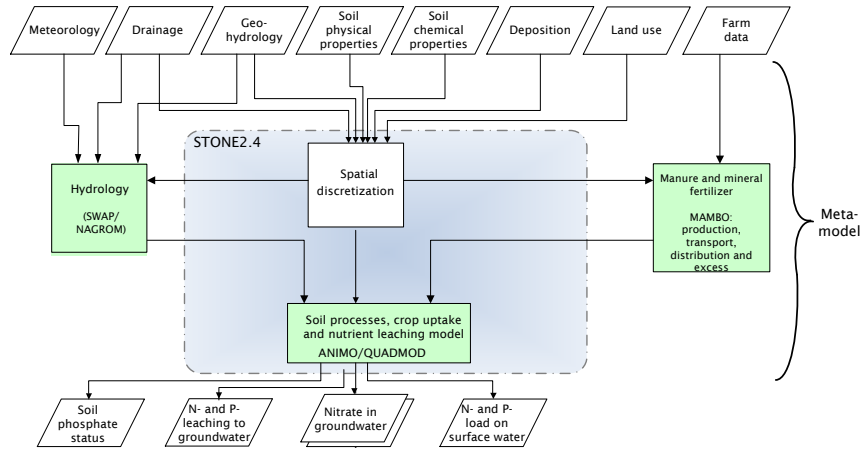 Meteorology
Drainage
Geo-
hydrology
Soil
physical
properties
Soil
chemical
properties
Deposition
Land use
Farm
data
STONE2.4
Hydrology
(SWAP/
NAGROM)
Spatial
discretization
Manure and mineral
fertilizer
MAMBO:
production,
transport,
distribution and
excess
Meta-
model
Soil processes, crop uptake
and nutrient leaching model
ANIMO/QUADMOD
Soil
phosphate
status
N- and P-
leaching to
groundwater
Nitrate in
groundwater
N- and P-
load on
surface water